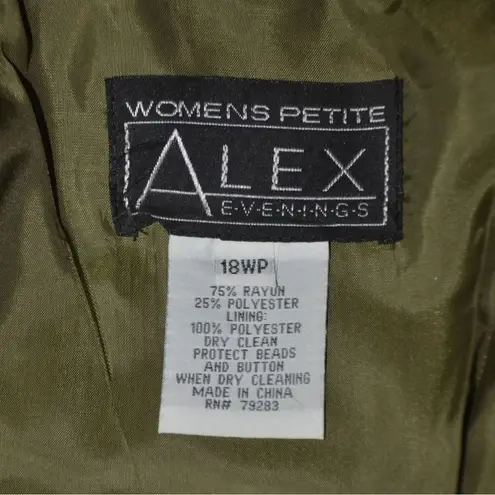 WOMENS PETITE
ALEX
E·V·E·N·I·N·G·S
18WP
75% RAYON
25% POLYESTER
LINING:
100% POLYESTER
DRY CLEAN
PROTECT BEADS
AND BUTTON
WHEN DRY CLEANING
MADE IN CHINA
RN# 79283